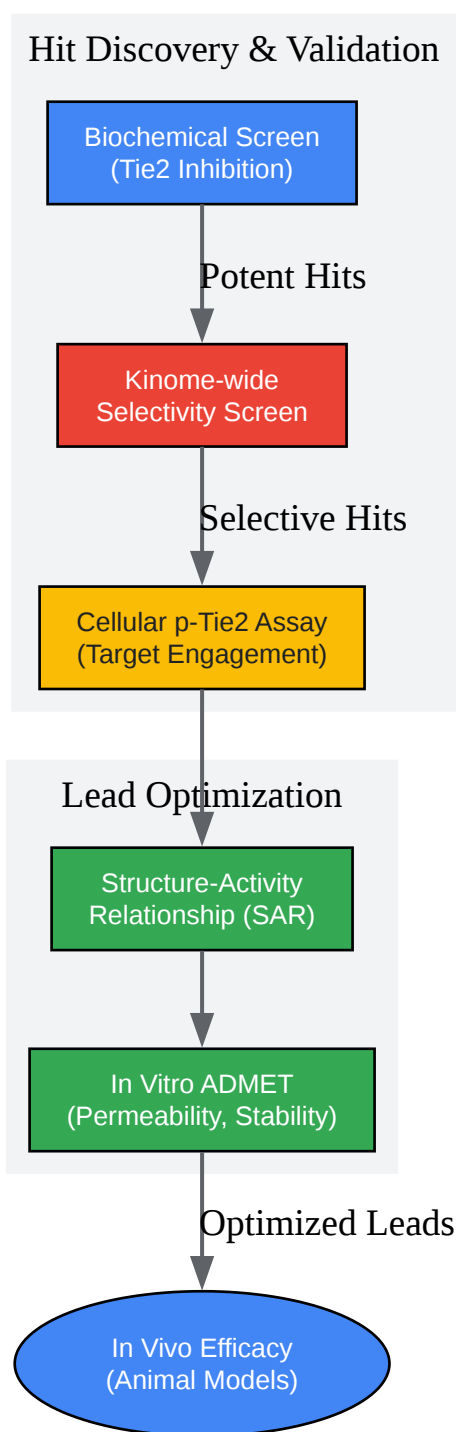 Hit Discovery & Validation
Biochemical Screen
(Tie2 Inhibition)
Potent Hits
Kinome-wide
Selectivity Screen
Selective Hits
Cellular p-Tie2 Assay
(Target Engagement)
Lead Optimization
Structure-Activity
Relationship (SAR)
In Vitro ADMET
(Permeability, Stability)
Optimized Leads
In Vivo Efficacy
(Animal Models)